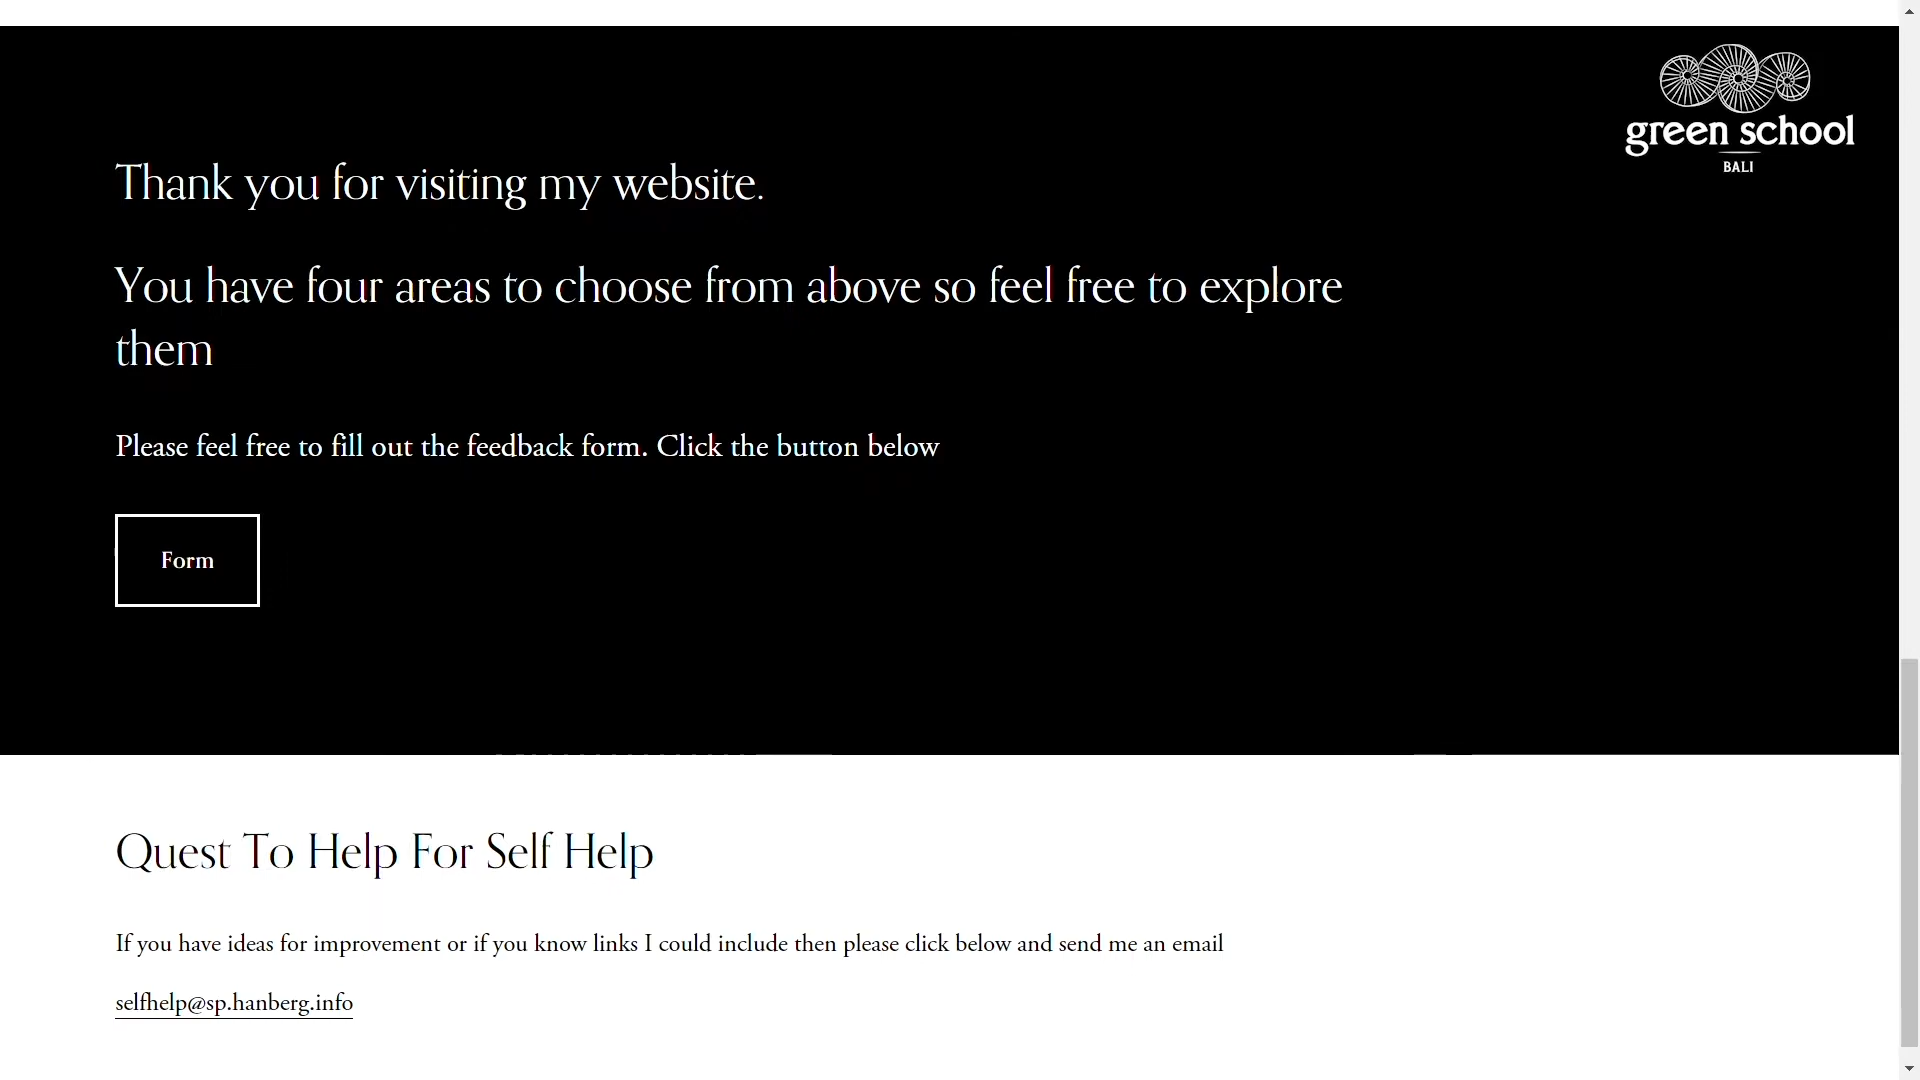 green school
BALI
Thank you for visiting my website.
You have four areas to choose from above so feel free to explore
them
Please feel free to fill out the feedback form. Click the button below
Form
Quest To Help For Self Help
If you have ideas for improvement or if you know links I could include then please click below and send me an email
selfhelp@sp.hanberg.info